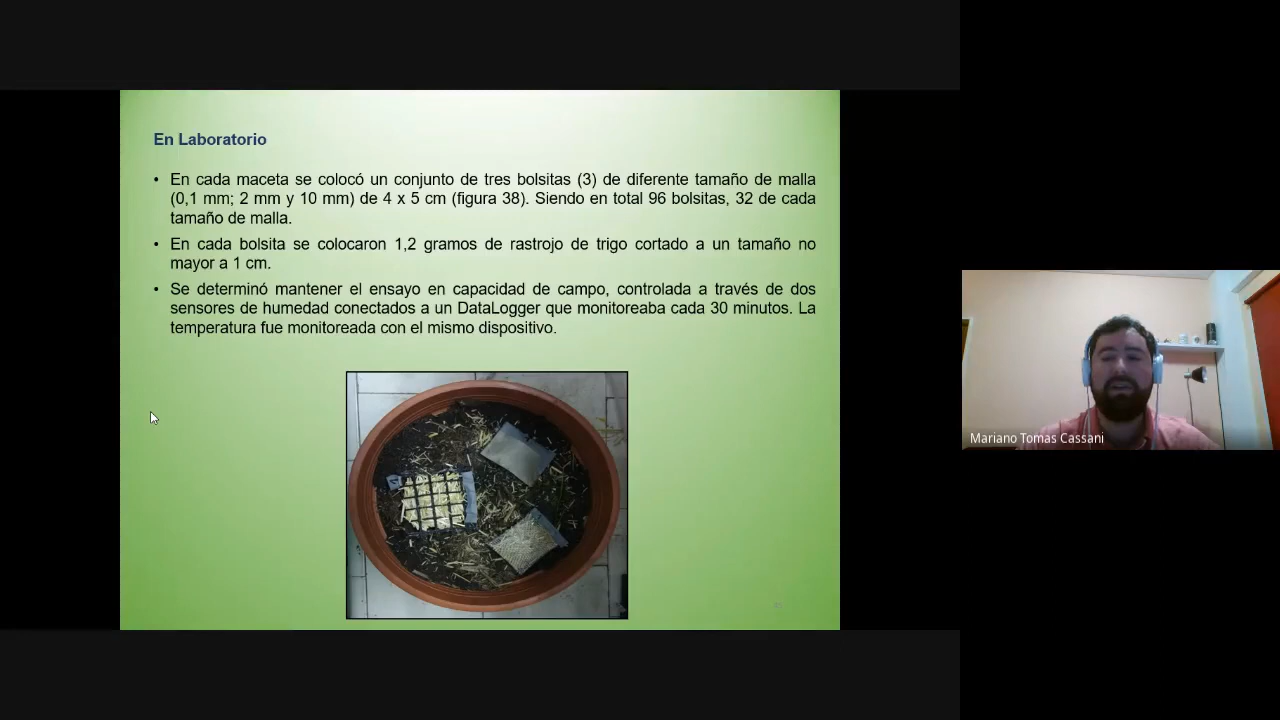 En Laboratorio
• En cada maceta se colocó un conjunto de tres bolsitas (3) de diferente tamaño de malla
(0,1 mm; 2 mm y 10 mm) de 4 x 5 cm (figura 38). Siendo en total 96 bolsitas, 32 de cada
tamaño de malla.
• En cada bolsita se colocaron 1,2 gramos de rastrojo de trigo cortado a un tamaño no
mayor a 1 cm.
• Se determinó mantener el ensayo en capacidad de campo, controlada a través de dos
sensores de humedad conectados a un DataLogger que monitoreaba cada 30 minutos. La
temperatura fue monitoreada con el mismo dispositivo.
Mariano Tomas Cassani